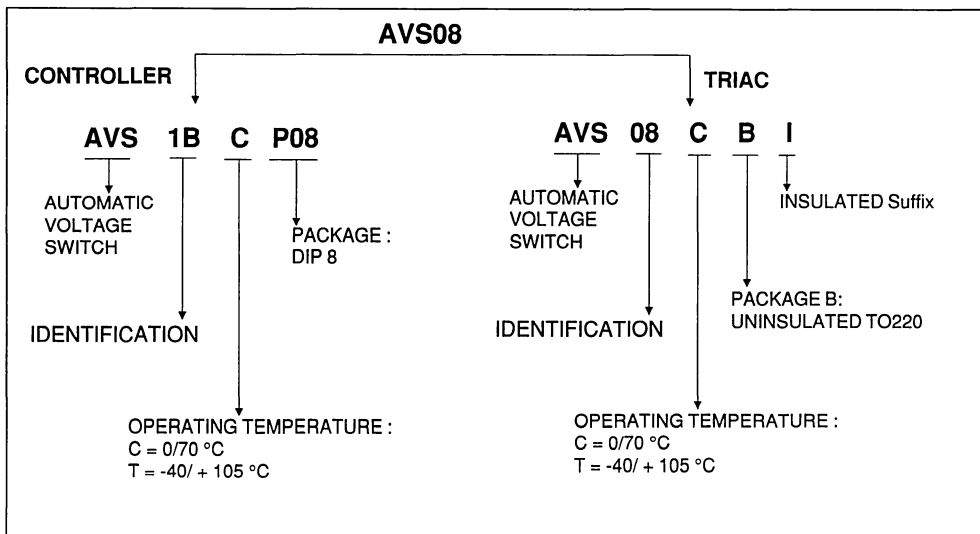 AVS08
CONTROLLER
TRIAC
AVS 1B C P08
AUTOMATIC
VOLTAGE
SWITCH
PACKAGE :
DIP 8
IDENTIFICATION
OPERATING TEMPERATURE :
C = 0/70 °C
T = -40/ + 105 °C
AVS 08 C B I
AUTOMATIC
VOLTAGE
SWITCH
INSULATED Suffix
PACKAGE B:
UNINSULATED TO220
IDENTIFICATION
OPERATING TEMPERATURE :
C = 0/70 °C
T = -40/ + 105 °C